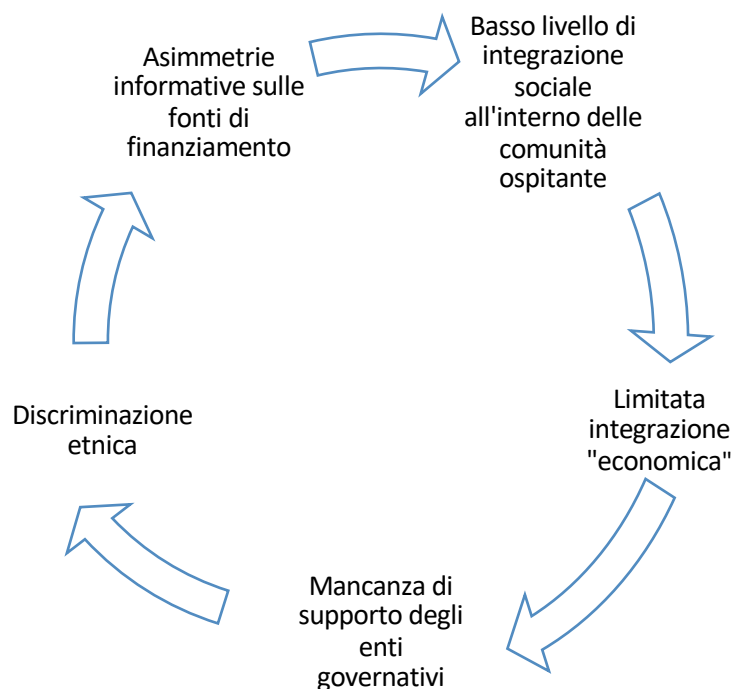 Asimmetrie
informative sulle
fonti di
finanziamento
Basso livello di
integrazione
sociale
all'interno delle
comunità
ospitante
Limitata
integrazione
"economica"
Mancanza di
supporto degli
enti
governativi
Discriminazione
etnica